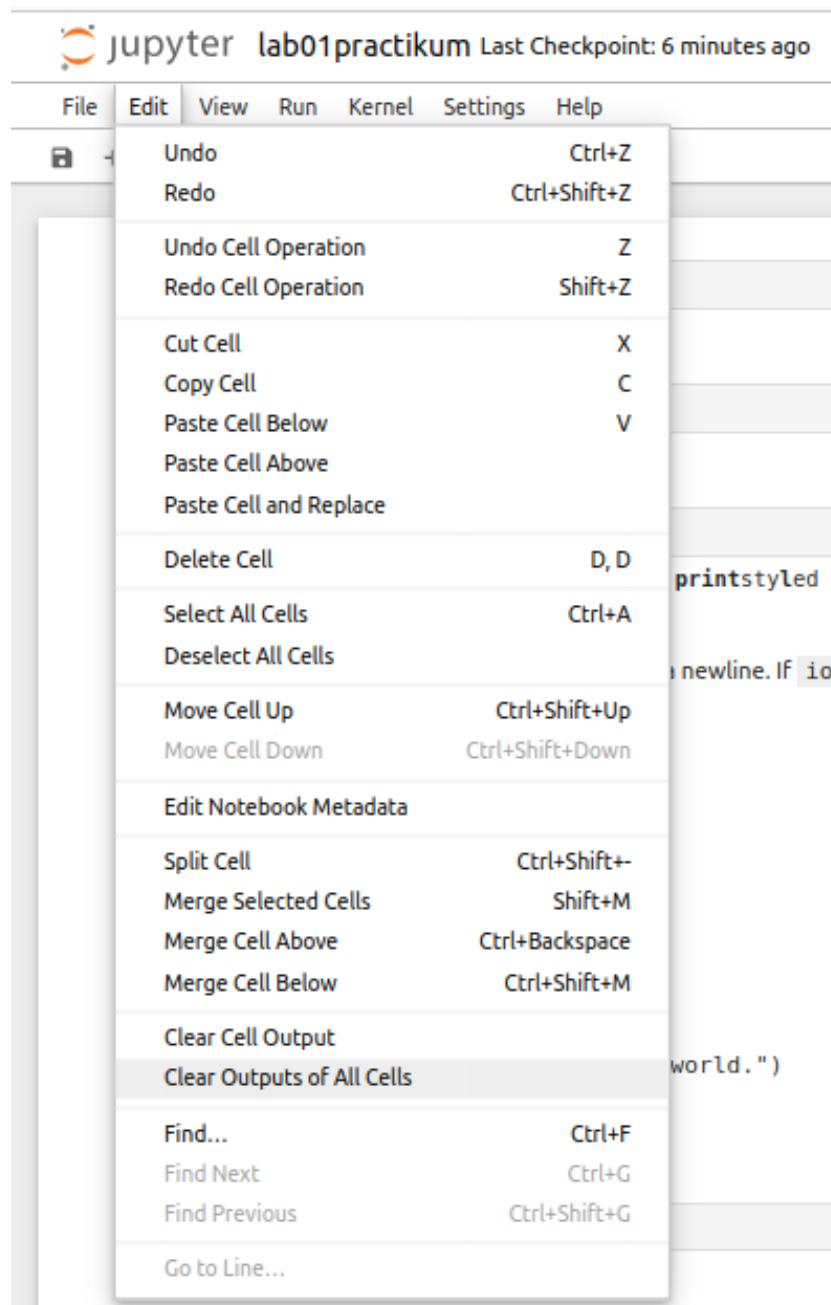 jupyter lab01practikum Last Checkpoint: 6 minutes ago
File Edit View Run Kernel Settings Help
Undo Ctrl+Z
Redo Ctrl+Shift+Z
Undo Cell Operation Z
Redo Cell Operation Shift+Z
Cut Cell X
Copy Cell C
Paste Cell Below V
Paste Cell Above
Paste Cell and Replace
Delete Cell D, D
printstyled
Select All Cells Ctrl+A
Deselect All Cells
newline. If io
Move Cell Up Ctrl+Shift+Up
Move Cell Down Ctrl+Shift+Down
Edit Notebook Metadata
Split Cell Ctrl+Shift+-
Merge Selected Cells Shift+M
Merge Cell Above Ctrl+Backspace
Merge Cell Below Ctrl+Shift+M
Clear Cell Output
world.")
Clear Outputs of All Cells
Find... Ctrl+F
Find Next Ctrl+G
Find Previous Ctrl+Shift+G
Go to Line...